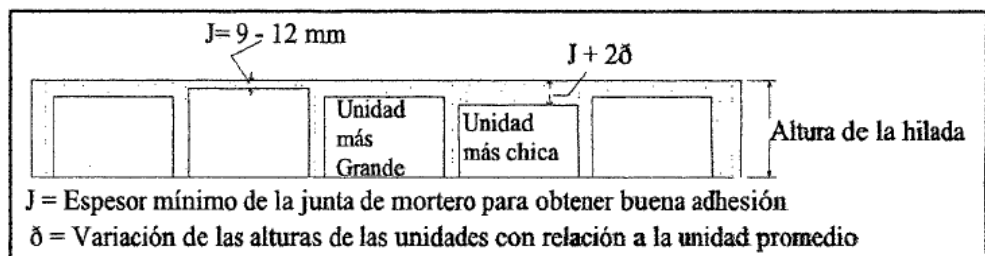 J= 9 - 12 mm
J + 2ð
Unidad
más
Grande
Unidad
más chica
Altura de la hilada
J = Espesor mínimo de la junta de mortero para obtener buena adhesión
ð = Variación de las alturas de las unidades con relación a la unidad promedio